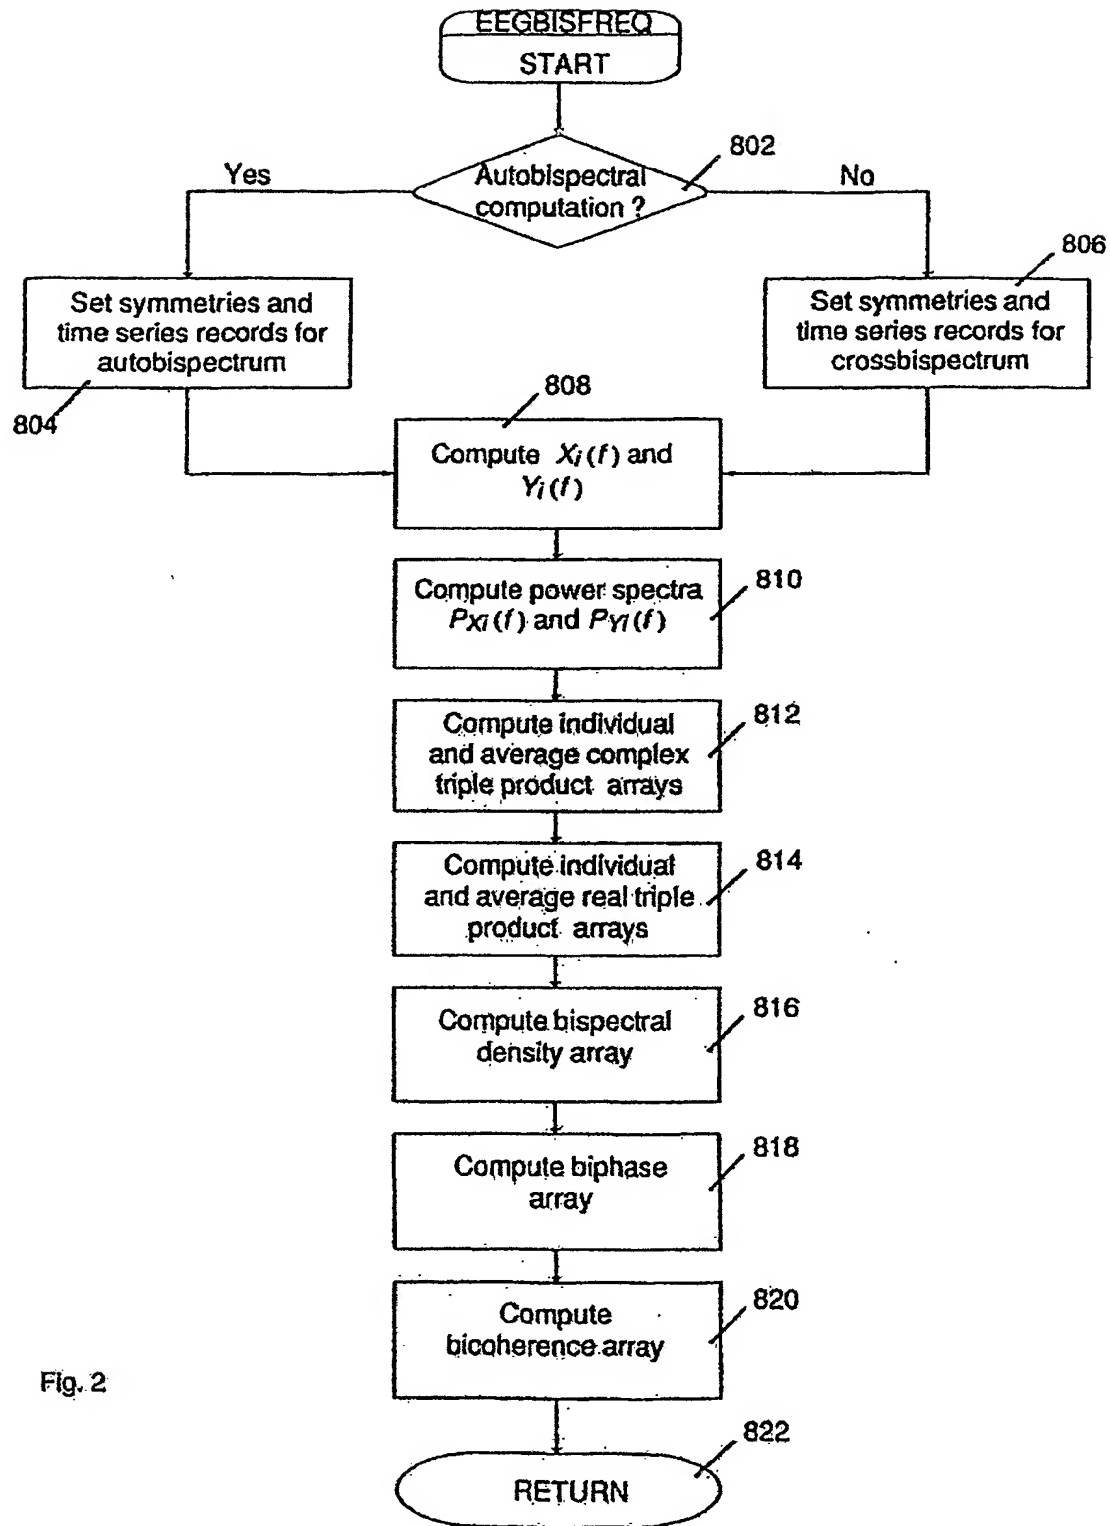 EEGBISFREQ
START
802
Autobispectral
computation ?
Yes
No
806
Set symmetries and
time series records for
autobispectrum
804
Set symmetries and
time series records for
crossbispectrum
808
Compute Xi(f) and
Yi(f)
810
Compute power spectra
PXi(f) and PYi(f)
812
Compute individual
and average complex
triple product arrays
814
Compute individual
and average real triple
product arrays
816
Compute bispectral
density array
818
Compute biphase
array
820
Compute
bicoherence array
Fig. 2
822
RETURN